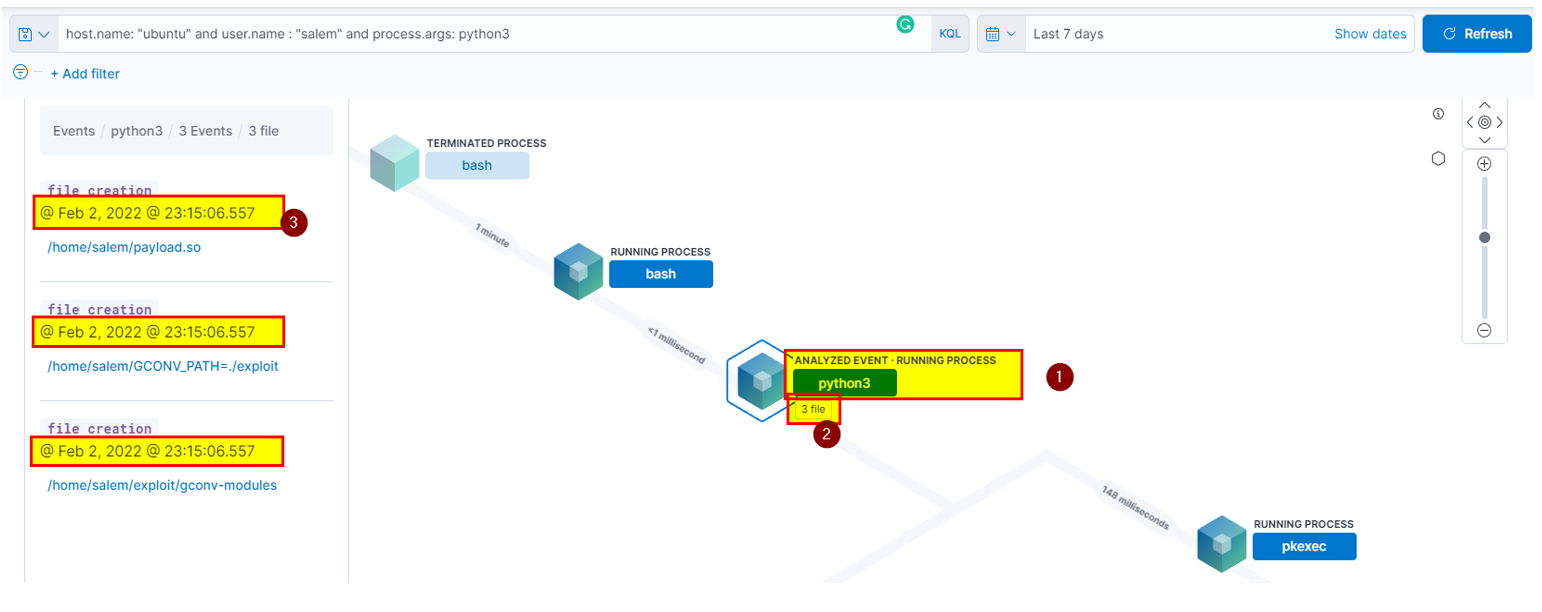 host.name: "ubuntu" and user.name : "salem" and process.args: python3
KQL
Last 7 days
Show dates
Refresh
+ Add filter
Events / python3 / 3 Events / 3 file
file creation
@ Feb 2, 2022 @ 23:15:06.557
3
/home/salem/payload.so
file creation
@ Feb 2, 2022 @ 23:15:06.557
/home/salem/GCONV_PATH=./exploit
file creation
@ Feb 2, 2022 @ 23:15:06.557
/home/salem/exploit/gconv-modules
TERMINATED PROCESS
bash
1 minute
RUNNING PROCESS
bash
<1 millisecond
ANALYZED EVENT · RUNNING PROCESS
python3
1
3 file
2
148 milliseconds
RUNNING PROCESS
pkexec